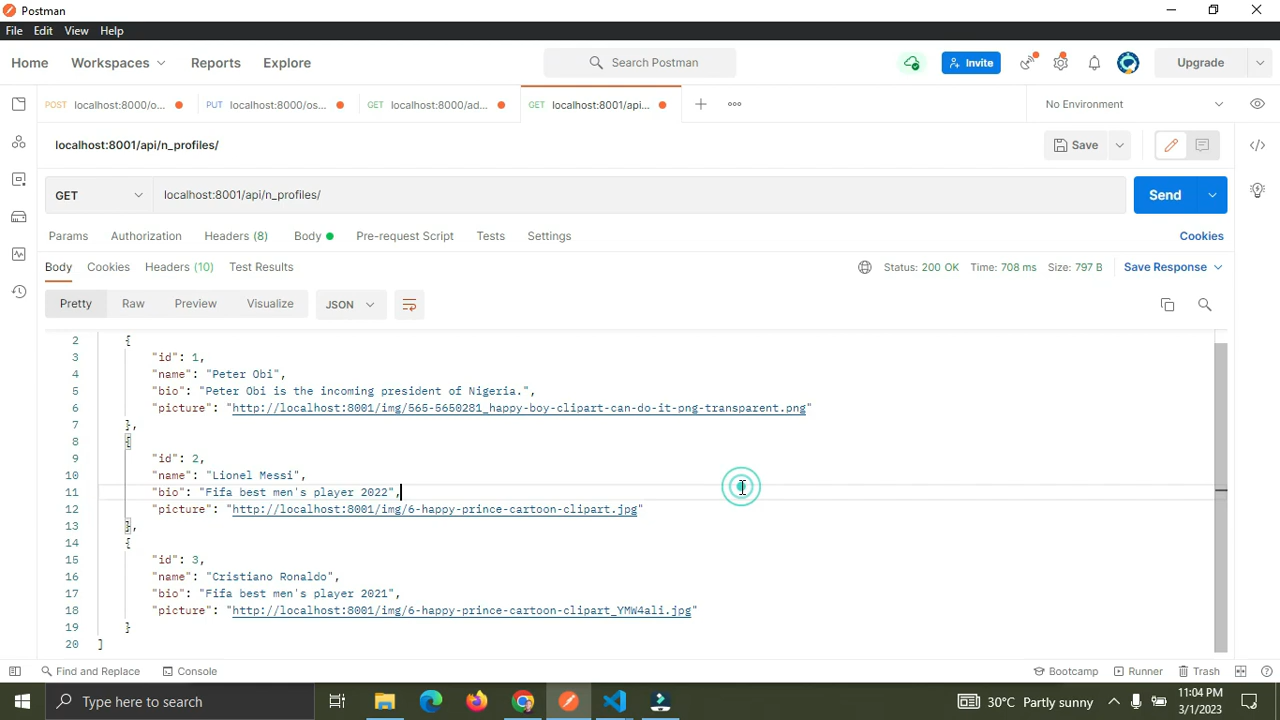 Postman
File Edit View Help
Home Workspaces Reports Explore Search Postman Invite Upgrade
POST localhost:8000/o... PUT localhost:8000/os... GET localhost:8000/ad... GET localhost:8001/api... No Environment
localhost:8001/api/n_profiles/ Save
GET localhost:8001/api/n_profiles/ Send
Params Authorization Headers (8) Body Pre-request Script Tests Settings Cookies
Body Cookies Headers (10) Test Results Status: 200 OK Time: 708 ms Size: 797 B Save Response
Pretty Raw Preview Visualize JSON
2 {
3 "id": 1,
4 "name": "Peter Obi",
5 "bio": "Peter Obi is the incoming president of Nigeria.",
6 "picture": "http://localhost:8001/img/565-5650281_happy-boy-clipart-can-do-it-png-transparent.png"
7 },
8 {
9 "id": 2,
10 "name": "Lionel Messi",
11 "bio": "Fifa best men's player 2022",
12 "picture": "http://localhost:8001/img/6-happy-prince-cartoon-clipart.jpg"
13 },
14 {
15 "id": 3,
16 "name": "Cristiano Ronaldo",
17 "bio": "Fifa best men's player 2021",
18 "picture": "http://localhost:8001/img/6-happy-prince-cartoon-clipart_YMW4ali.jpg"
19 }
20 ]
Find and Replace Console Bootcamp Runner Trash
Type here to search 30°C Partly sunny 11:04 PM
3/1/2023